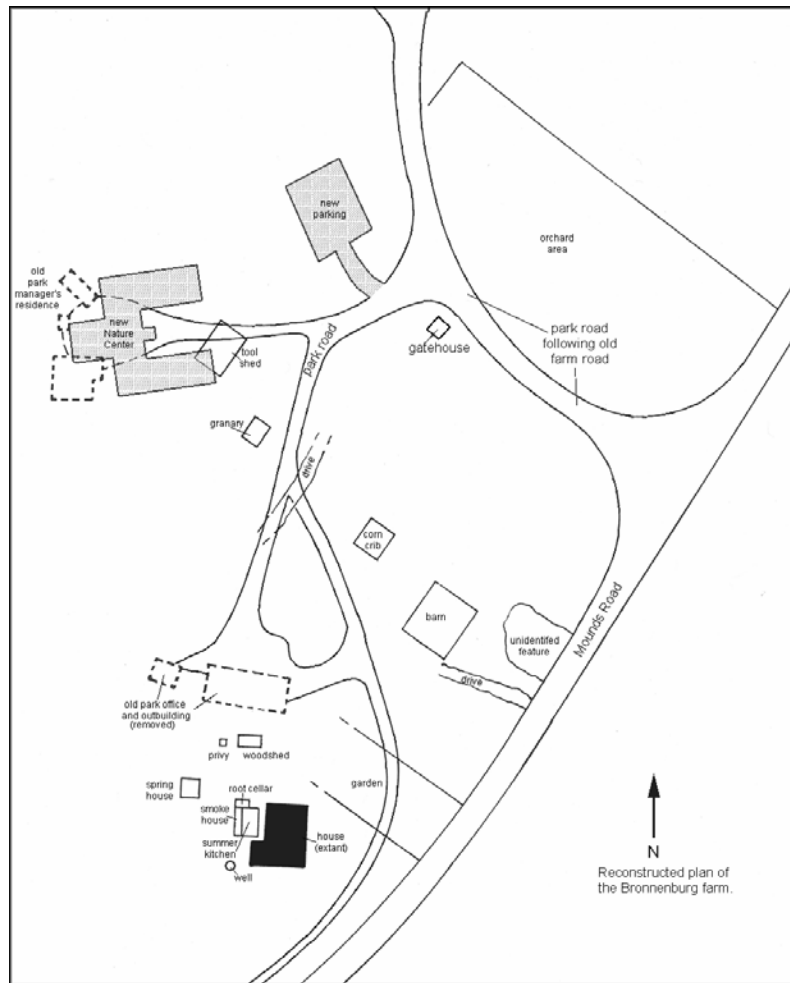 new
parking
orchard
area
old
park
manager's
residence
new
Nature
Center
tool
shed
park road
gatehouse
park road
following old
farm road
granary
drive
corn
crib
barn
unidentifed
feature
Mounds Road
drive
old park office
and outbuilding
(removed)
privy
woodshed
spring
house
root cellar
smoke
house
summer
kitchen
garden
house
(extant)
well
N
Reconstructed plan of
the Bronnenburg farm.